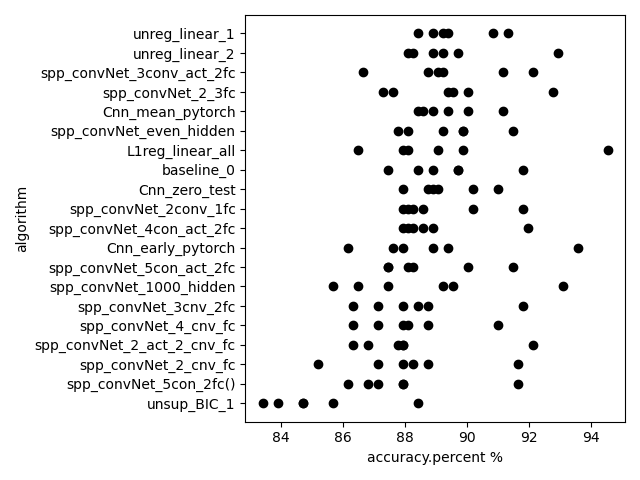 unreg_linear_1
unreg_linear_2
spp_convNet_3conv_act_2fc
spp_convNet_2_3fc
Cnn_mean_pytorch
spp_convNet_even_hidden
L1reg_linear_all
baseline_0
Cnn_zero_test
spp_convNet_2conv_1fc
spp_convNet_4con_act_2fc
Cnn_early_pytorch
spp_convNet_5con_act_2fc
spp_convNet_1000_hidden
spp_convNet_3cnv_2fc
spp_convNet_4_cnv_fc
spp_convNet_2_act_2_cnv_fc
spp_convNet_2_cnv_fc
spp_convNet_5con_2fc()
unsup_BIC_1
algorithm
84 86 88 90 92 94
accuracy.percent %